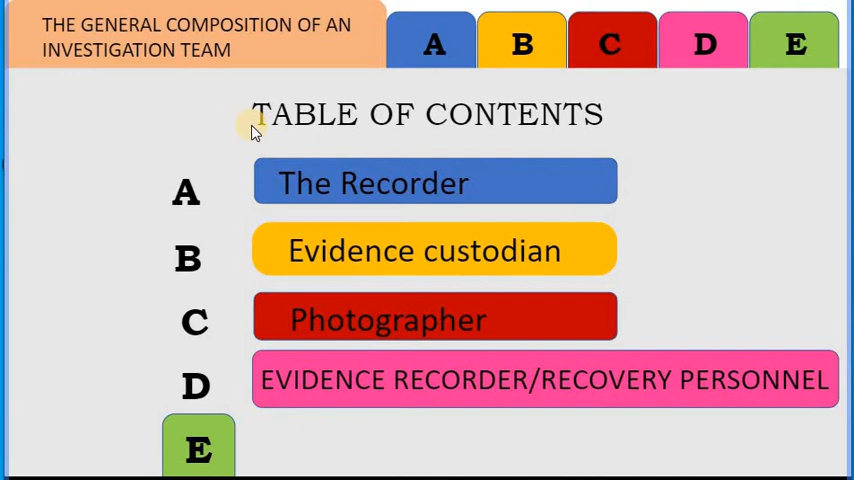 THE GENERAL COMPOSITION OF AN
INVESTIGATION TEAM
A B C D E
TABLE OF CONTENTS
A The Recorder
B Evidence custodian
C Photographer
D EVIDENCE RECORDER/RECOVERY PERSONNEL
E